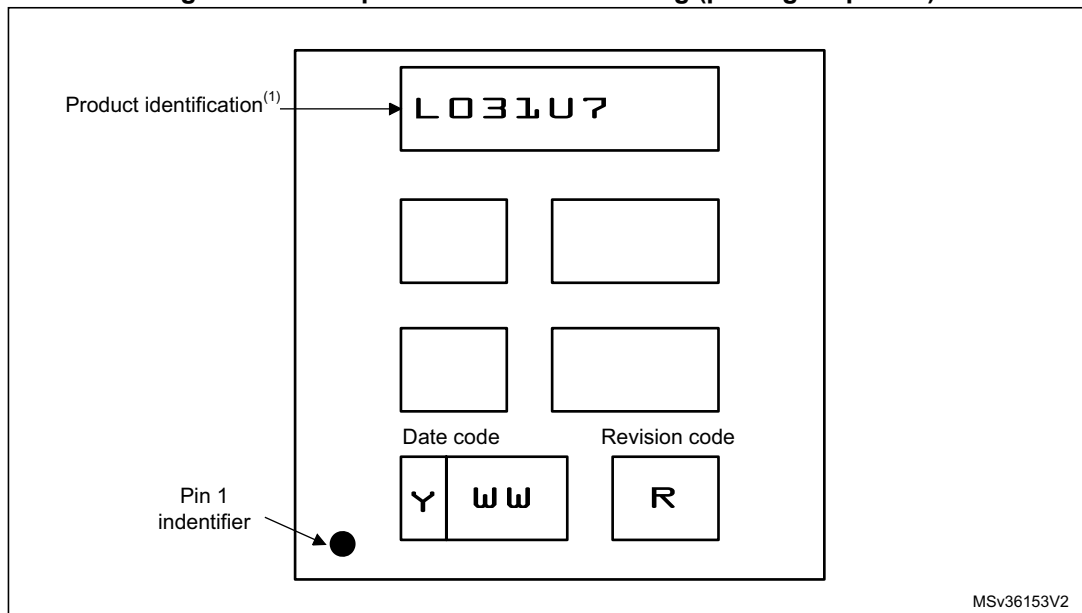 Product identification(1)
L031U7
Date code Revision code
Y WW R
Pin 1
indentifier
MSv36153V2